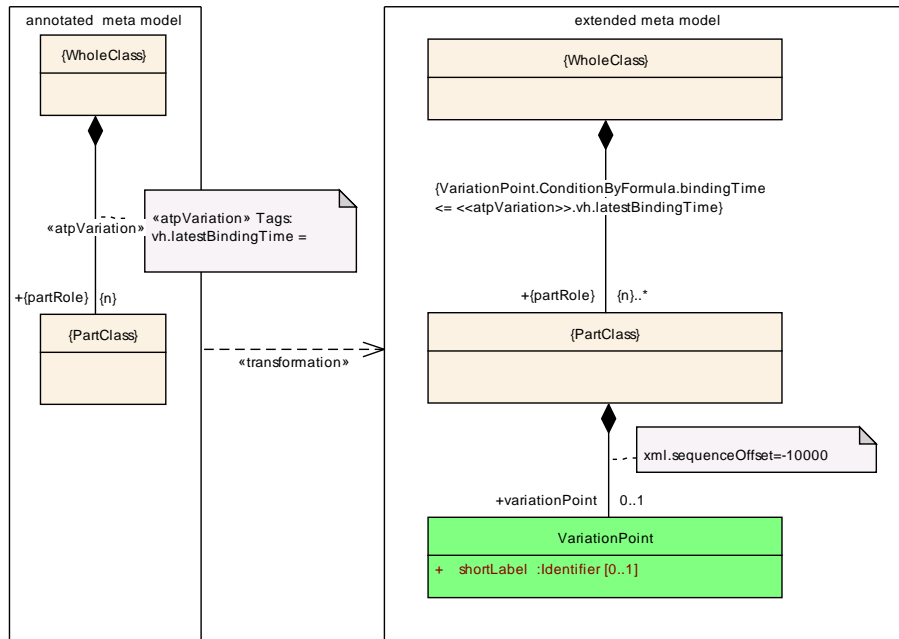 annotated meta model
{WholeClass}
«atpVariation»
«atpVariation» Tags:
vh.latestBindingTime =
+{partRole} {n}
{PartClass}
«transformation»
extended meta model
{WholeClass}
{VariationPoint.ConditionByFormula.bindingTime
<= <<atpVariation>>.vh.latestBindingTime}
+{partRole} {n}..*
{PartClass}
xml.sequenceOffset=-10000
+variationPoint 0..1
VariationPoint
+ shortLabel :Identifier [0..1]